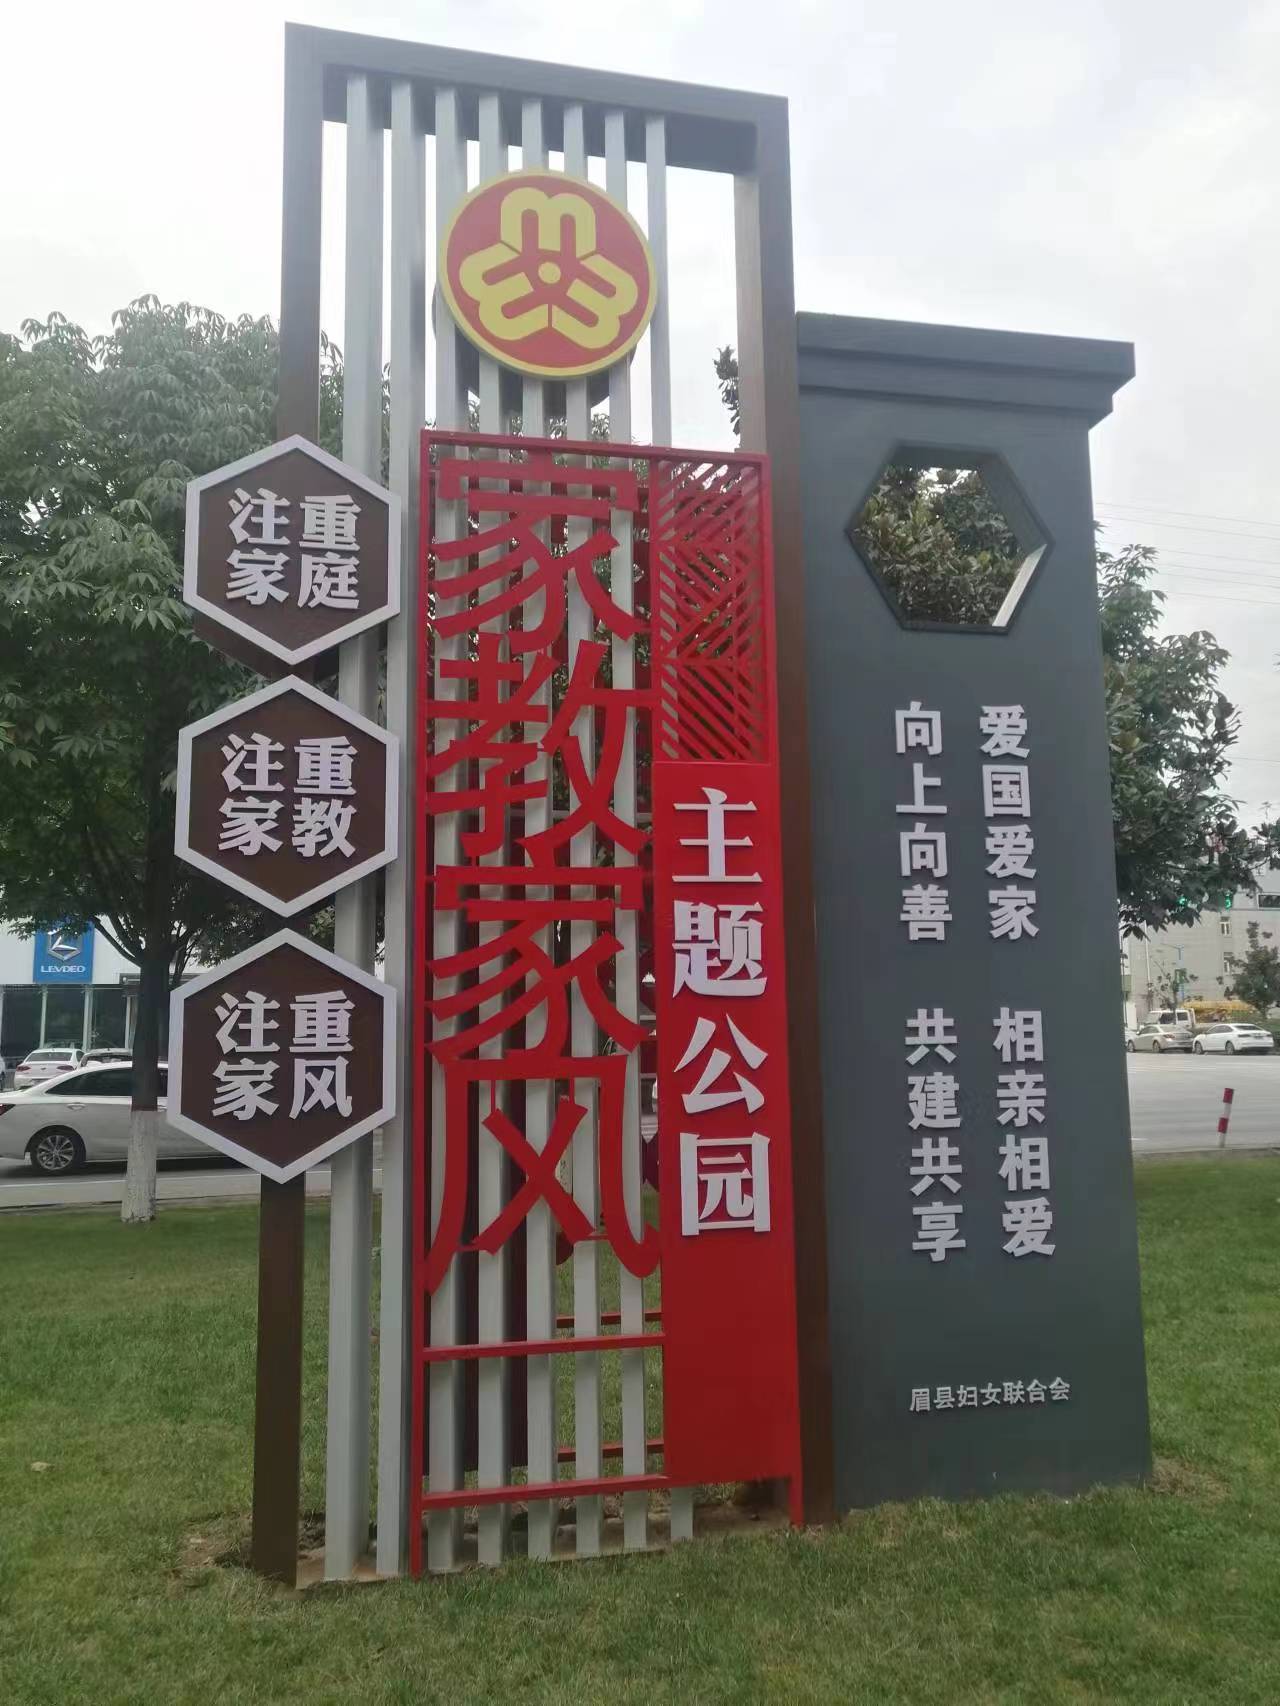 注重
家庭
注重
家教
注重
家风
家教家风
主题公园
爱国爱家 相亲相爱
向上向善 共建共享
眉县妇女联合会
LEVDEO